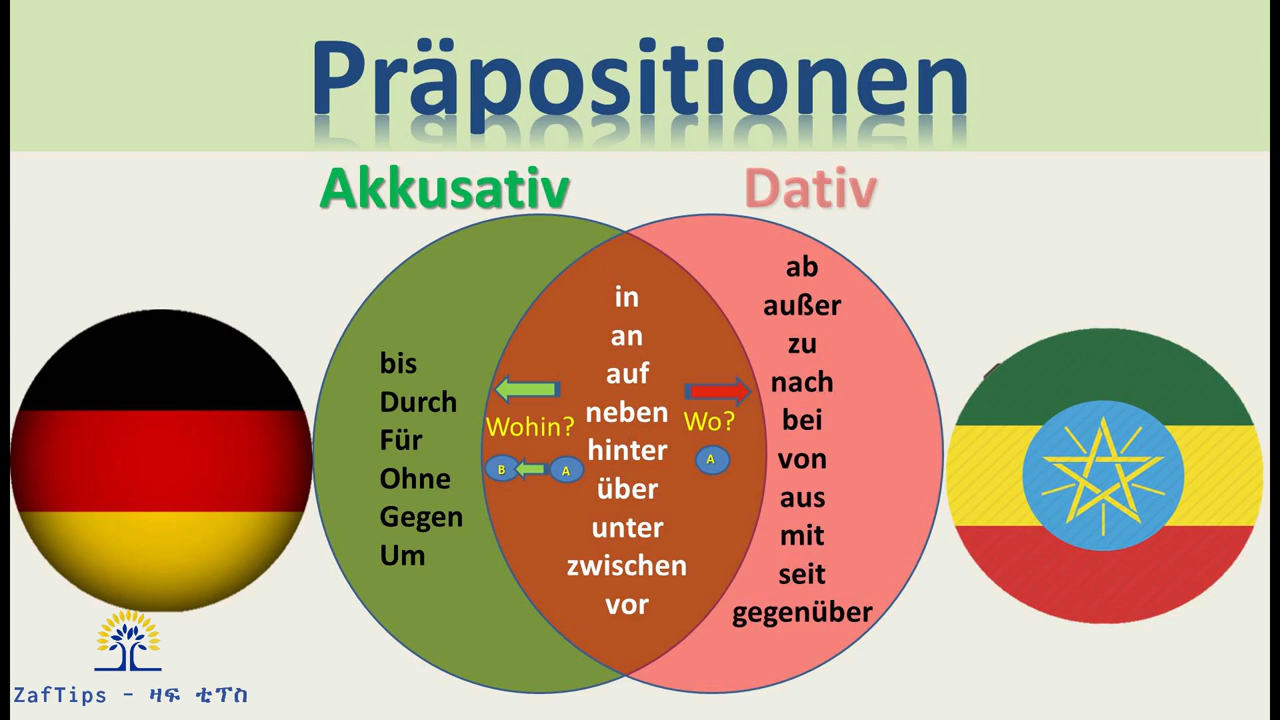 Präpositionen
Akkusativ
Dativ
bis
Durch
Für
Ohne
Gegen
Um
Wohin?
B
A
in
an
auf
neben
hinter
über
unter
zwischen
vor
Wo?
A
ab
außer
zu
nach
bei
von
aus
mit
seit
gegenüber
ZafTips - ዛፍ ቲፕስ